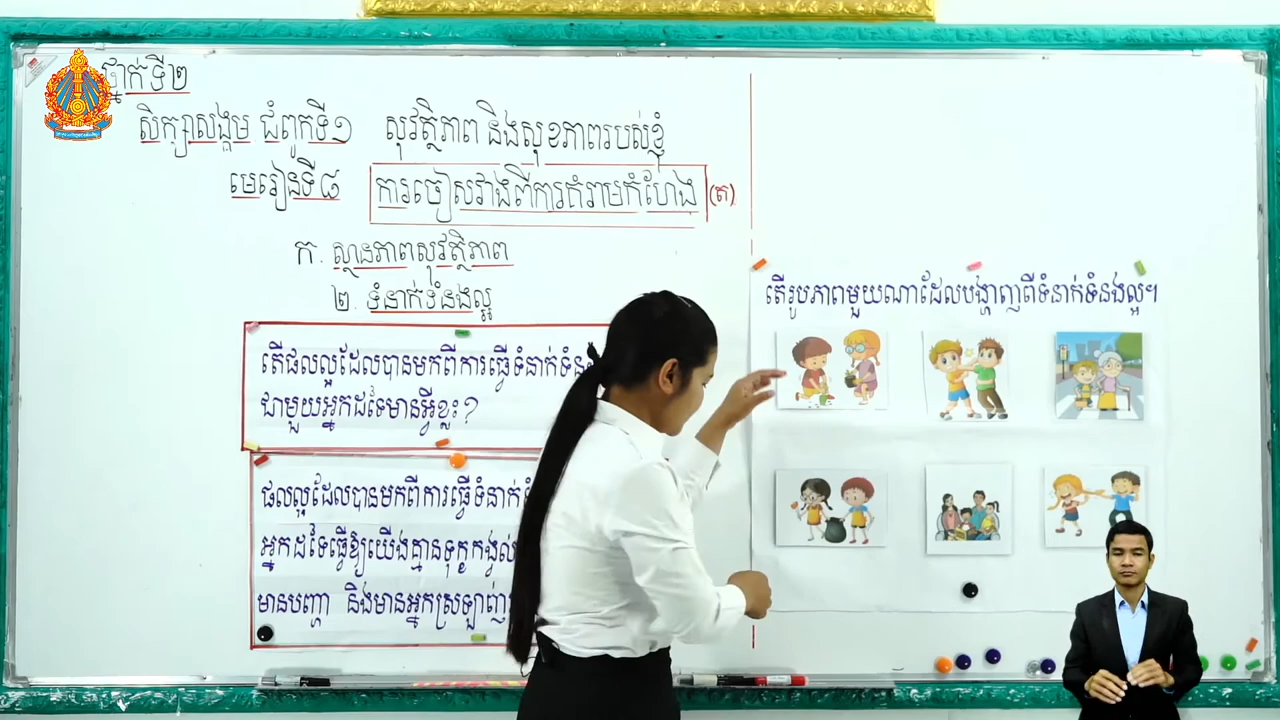 ថ្នាក់ទី២
សិក្សាសង្គម ជំពូកទី១ សុវត្ថិភាព និងសុខភាពរបស់ខ្ញុំ
មេរៀនទី៨ ការចៀសវាងពីការគំរាមកំហែង (ត)
ក. ស្ថានភាពសុវត្ថិភាព
២. ទំនាក់ទំនងល្អ
តើផលល្អដែលបានមកពីការធ្វើទំនាក់ទំនង
ជាមួយអ្នកដទៃមានអ្វីខ្លះ?
ផលល្អដែលបានមកពីការធ្វើទំនាក់
អ្នកដទៃធ្វើឱ្យយើងគ្មានទុក្ខកង្វល់
មានបញ្ហា និងមានអ្នកស្រឡាញ់
តើរូបភាពមួយណាដែលបង្ហាញពីទំនាក់ទំនងល្អ។